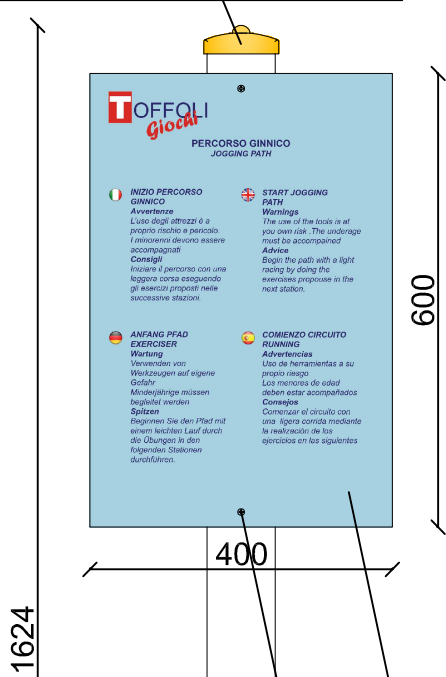 TOFFOLI
Giochi
PERCORSO GINNICO
JOGGING PATH
INIZIO PERCORSO
GINNICO
Avvertenze
L'uso degli attrezzi è a
proprio rischio e pericolo.
I minorenni devono essere
accompagnati
Consigli
Iniziare il percorso con una
leggera corsa eseguendo
gli esercizi proposti nelle
successive stazioni.
START JOGGING
PATH
Warnings
The use of the tools is at
you own risk .The underage
must be accompained
Advice
Begin the path with a light
racing by doing the
exercises propouse in the
next station.
ANFANG PFAD
EXERCISER
Wartung
Verwenden von
Werkzeugen auf eigene
Gefahr
Minderjährige müssen
begleitet werden
Spitzen
Beginnen Sie den Pfad mit
einem leichten Lauf durch
die Übungen in den
folgenden Stationen
durchführen.
COMIENZO CIRCUITO
RUNNING
Advertencias
Uso de herramientas a su
propio riesgo
Los menores de edad
deben estar acompañados
Consejos
Comenzar el circuito con
una ligera corrida mediante
la realización de los
ejercicios en las siguientes
600
400
1624